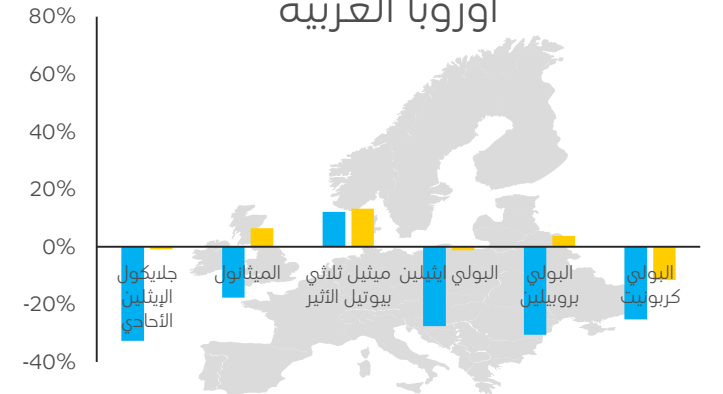 أوروبا الغربية
80%
60%
40%
20%
0%
-20%
-40%
جلايكول
الإيثلين
الأحادي
الميثانول
ميثيل ثلاثي
بيوتيل الأثير
البولي ايثيلين
البولي
بروبيلين
البولي
كربونيت